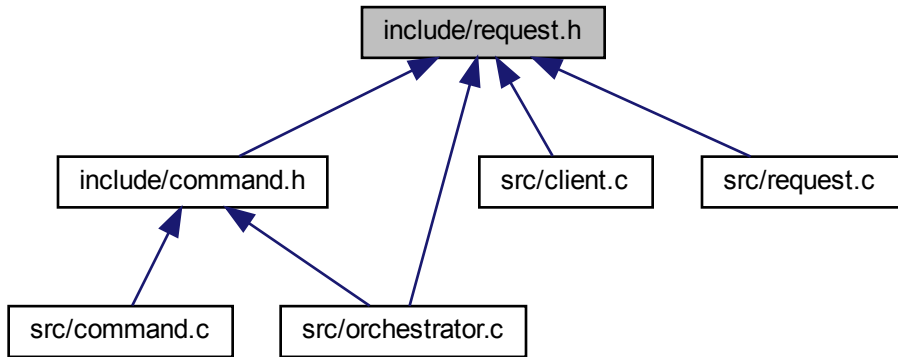 include/request.h
include/command.h
src/client.c
src/request.c
src/command.c
src/orchestrator.c